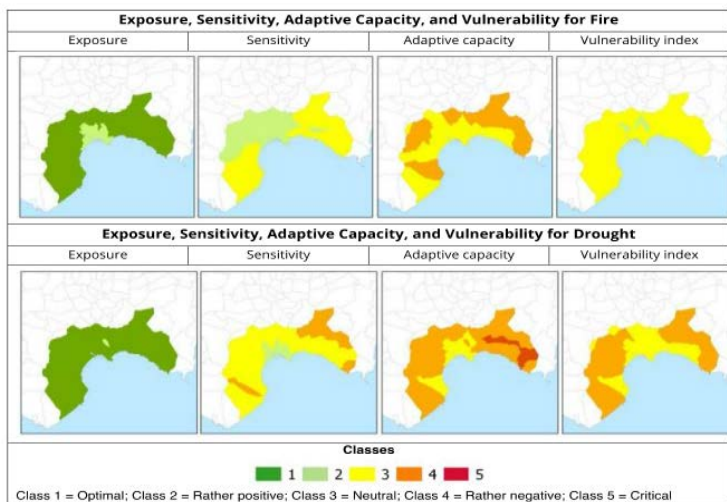 Exposure, Sensitivity, Adaptive Capacity, and Vulnerability for Fire
Exposure Sensitivity Adaptive capacity Vulnerability index
Exposure, Sensitivity, Adaptive Capacity, and Vulnerability for Drought
Exposure Sensitivity Adaptive capacity Vulnerability index
Classes
1 2 3 4 5
Class 1 = Optimal; Class 2 = Rather positive; Class 3 = Neutral; Class 4 = Rather negative; Class 5 = Critical